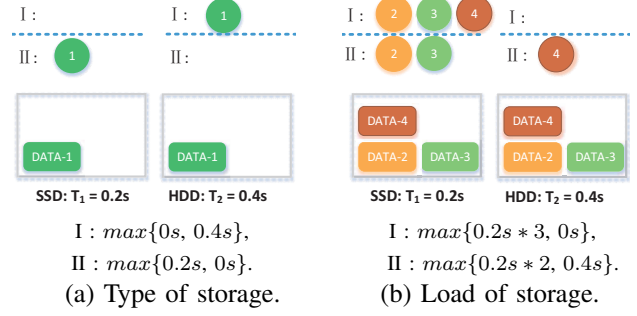 I :
1
I :
II :
1
II :
DATA-1
DATA-1
SSD: T₁ = 0.2s
HDD: T₂ = 0.4s
I : max{0s, 0.4s},
II : max{0.2s, 0s}.
(a) Type of storage.
I :
2
3
4
I :
II :
2
3
II :
4
DATA-4
DATA-2
DATA-3
DATA-4
DATA-2
DATA-3
SSD: T₁ = 0.2s
HDD: T₂ = 0.4s
I : max{0.2s * 3, 0s},
II : max{0.2s * 2, 0.4s}.
(b) Load of storage.